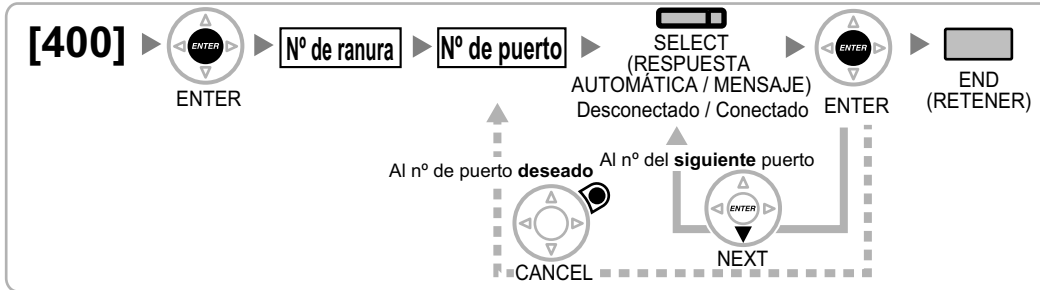 [400]
ENTER
ENTER
Nº de ranura
Nº de puerto
SELECT
(RESPUESTA
AUTOMÁTICA / MENSAJE)
Desconectado / Conectado
ENTER
ENTER
END
(RETENER)
Al nº de puerto deseado
CANCEL
Al nº del siguiente puerto
ENTER
NEXT